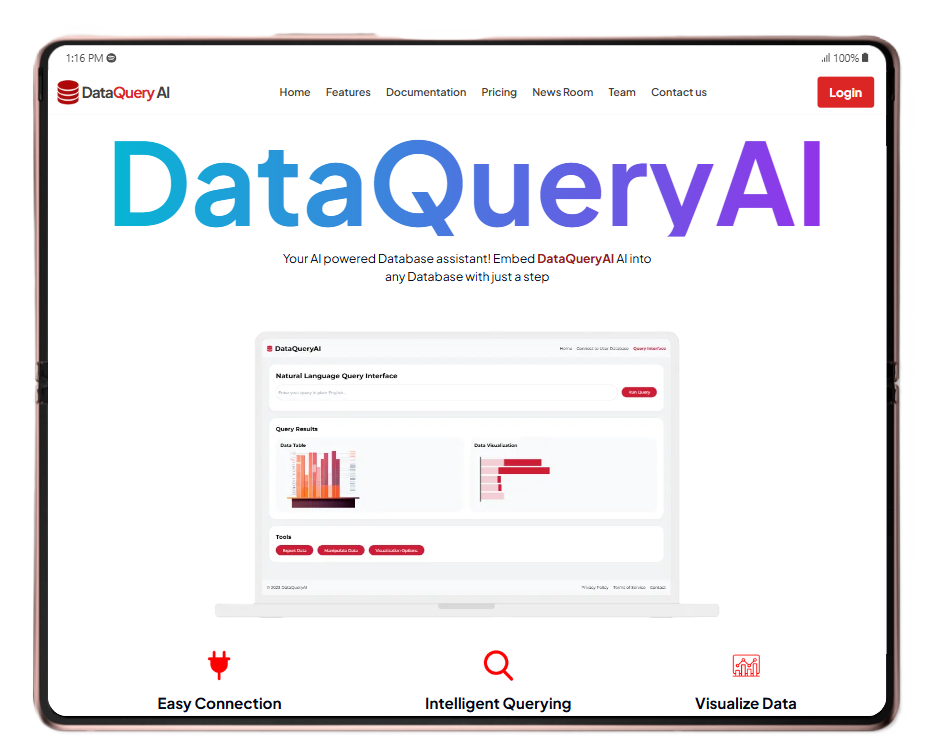 1:16 PM
100%
DataQuery AI
Home Features Documentation Pricing News Room Team Contact us
Login
DataQueryAI
Your AI powered Database assistant! Embed DataQueryAI AI into
any Database with just a step
DataQueryAI
Home Connect to other Database Query Interface
Natural Language Query Interface
Enter your query in plain English...
Run Query
Query Results
Data Table
Data Visualization
Tools
Export Data Manipulate Data Visualization Options
© 2023 DataQueryAI
Privacy Policy Terms of Service Contact
Easy Connection Intelligent Querying Visualize Data